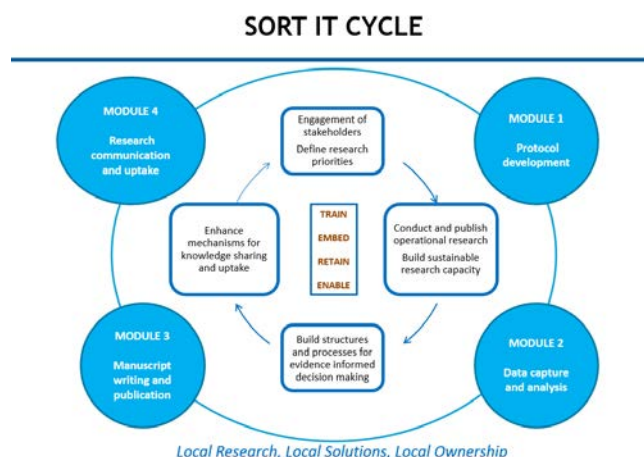 SORT IT CYCLE
MODULE 4
Research
communication
and uptake
MODULE 1
Protocol
development
Engagement of
stakeholders
Define research
priorities
Enhance
mechanisms for
knowledge sharing
and uptake
TRAIN
EMBED
RETAIN
ENABLE
Conduct and publish
operational research
Build sustainable
research capacity
Build structures
and processes for
evidence informed
decision making
MODULE 3
Manuscript
writing and
publication
MODULE 2
Data capture
and analysis
Local Research, Local Solutions, Local Ownership